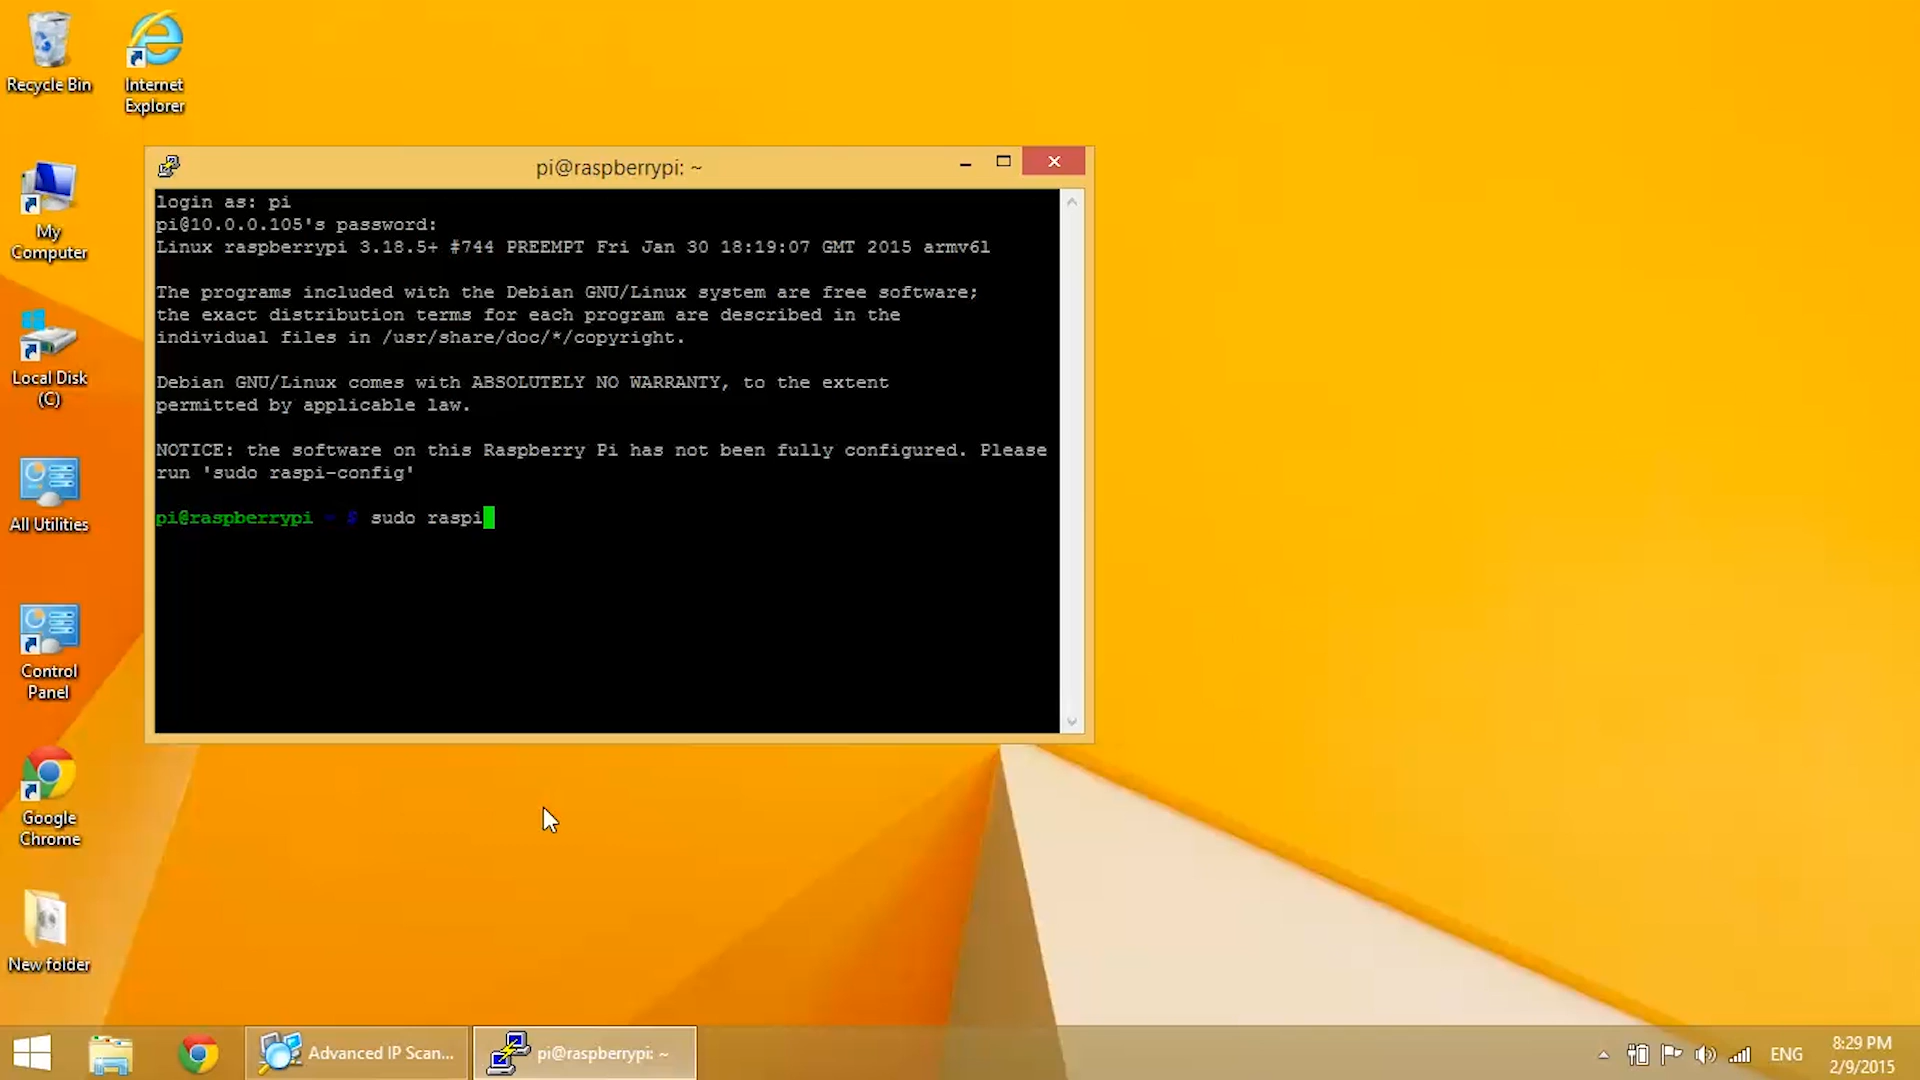 Recycle Bin
Internet
Explorer
My
Computer
Local Disk
(C)
All Utilities
Control
Panel
Google
Chrome
New folder
pi@raspberrypi: ~
login as: pi
pi@10.0.0.105's password:
Linux raspberrypi 3.18.5+ #744 PREEMPT Fri Jan 30 18:19:07 GMT 2015 armv6l
The programs included with the Debian GNU/Linux system are free software;
the exact distribution terms for each program are described in the
individual files in /usr/share/doc/*/copyright.
Debian GNU/Linux comes with ABSOLUTELY NO WARRANTY, to the extent
permitted by applicable law.
NOTICE: the software on this Raspberry Pi has not been fully configured. Please
run 'sudo raspi-config'
pi@raspberrypi ~ $ sudo raspi
Advanced IP Scan...
pi@raspberrypi: ~
ENG
8:29 PM
2/9/2015